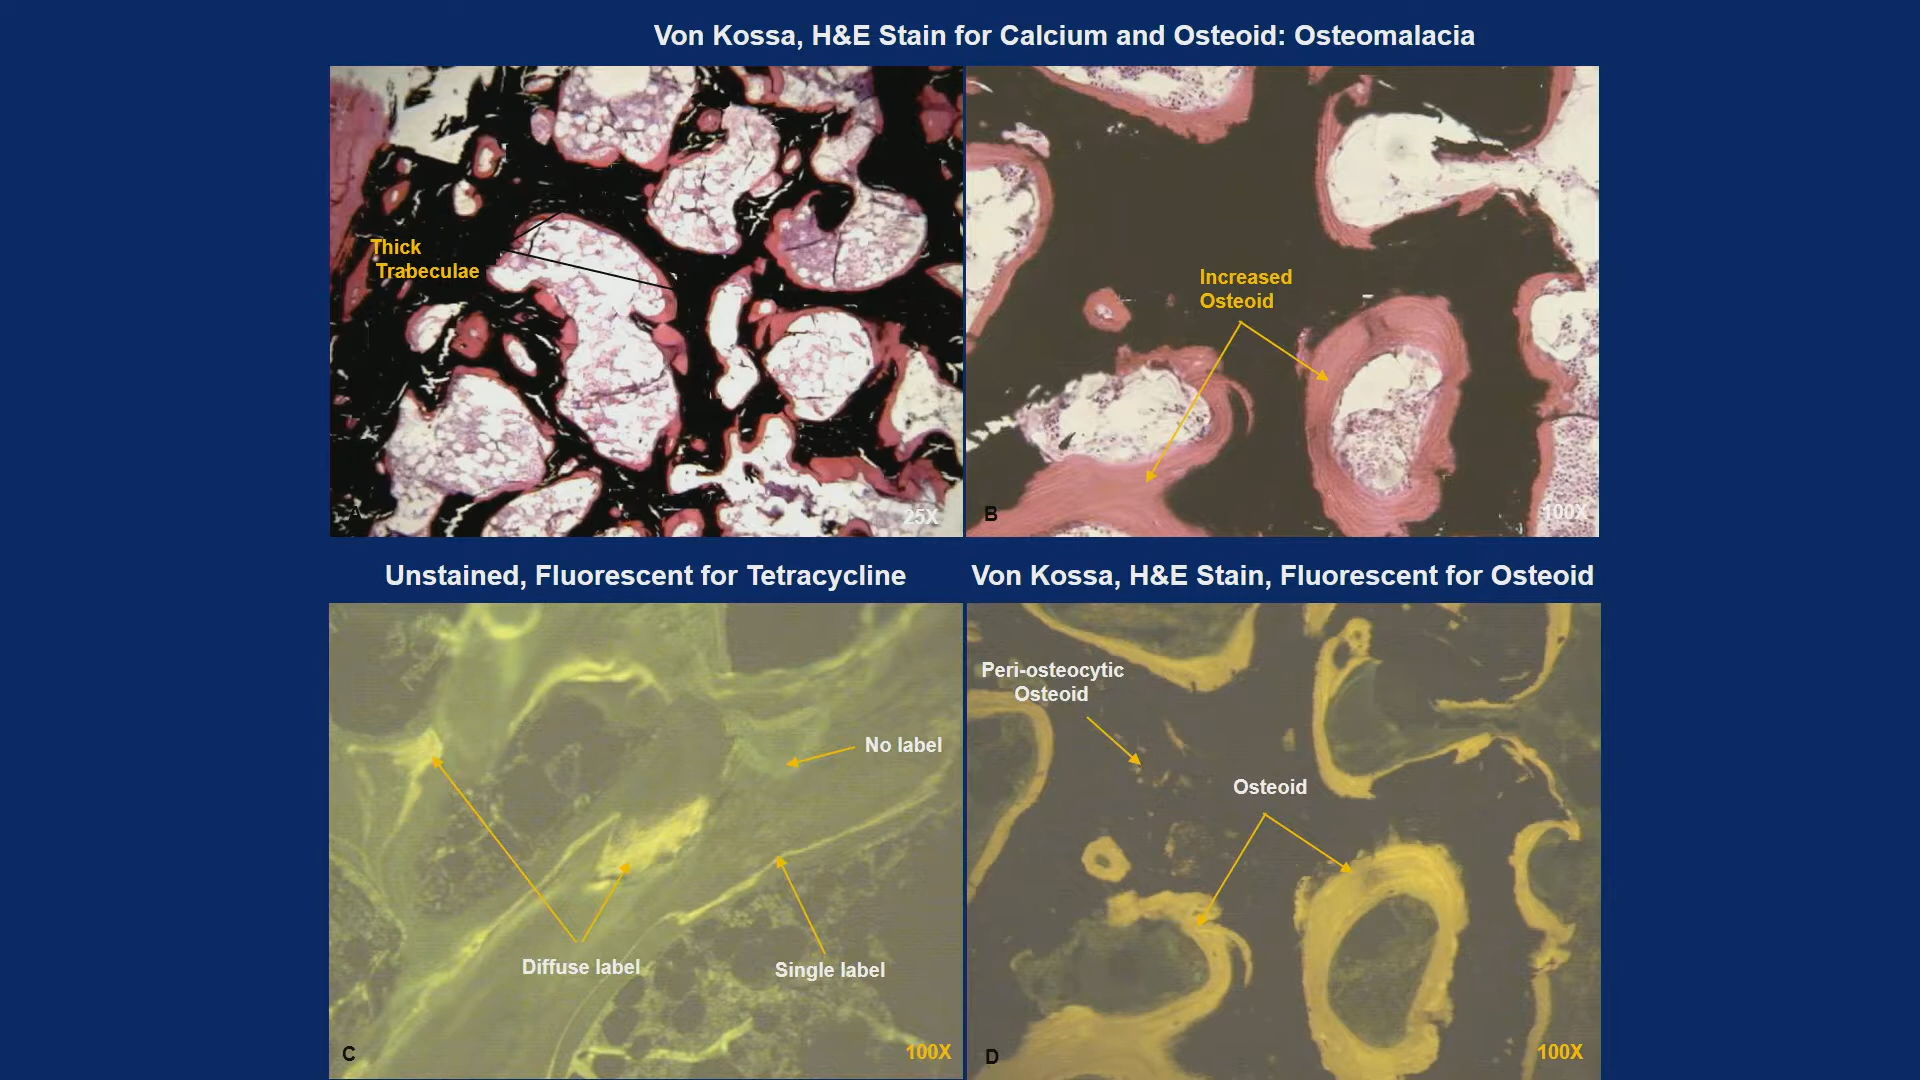 Von Kossa, H&E Stain for Calcium and Osteoid: Osteomalacia
Thick
Trabeculae
A
25X
Increased
Osteoid
B
100X
Unstained, Fluorescent for Tetracycline
Von Kossa, H&E Stain, Fluorescent for Osteoid
No label
Diffuse label
Single label
C
100X
Peri-osteocytic
Osteoid
Osteoid
D
100X